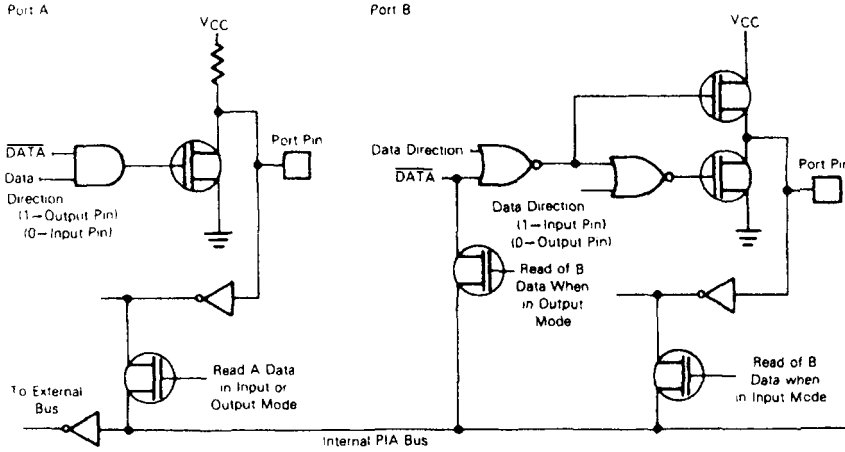 Port A
VCC
DATA
Data
Direction
(1—Output Pin)
(0—Input Pin)
Port Pin
Read A Data
in Input or
Output Mode
To External
Bus
Internal PIA Bus
Port B
VCC
Data Direction
DATA
Data Direction
(1—Input Pin)
(0—Output Pin)
Port Pin
Read of B
Data When
in Output
Mode
Read of B
Data when
in Input Mode